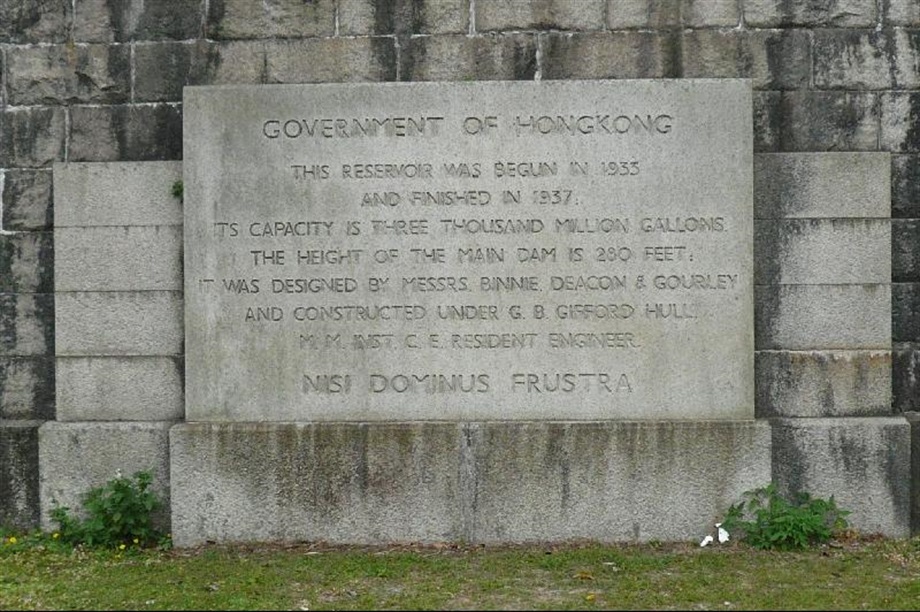 GOVERNMENT OF HONGKONG
THIS RESERVOIR WAS BEGUN IN 1933
AND FINISHED IN 1937.
ITS CAPACITY IS THREE THOUSAND MILLION GALLONS.
THE HEIGHT OF THE MAIN DAM IS 280 FEET.
IT WAS DESIGNED BY MESSRS. BINNIE, DEACON & GOURLEY
AND CONSTRUCTED UNDER G. B. GIFFORD HULL.
M. M. INST. C. E. RESIDENT ENGINEER.
NISI DOMINUS FRUSTRA